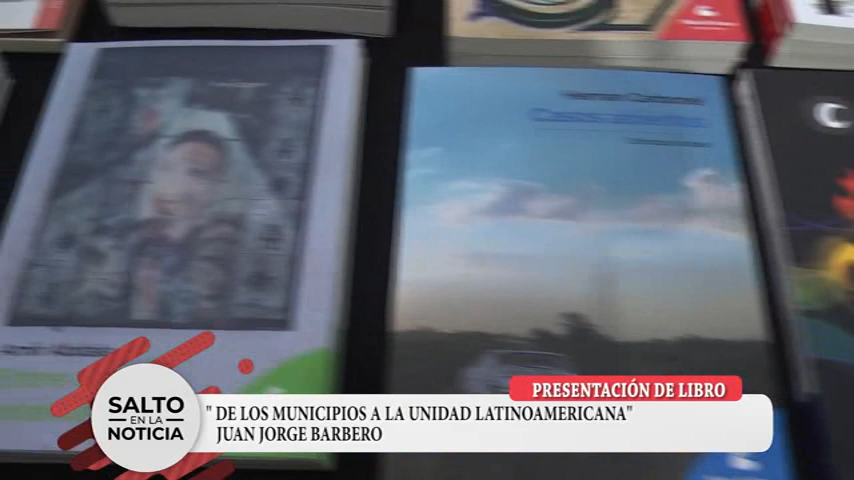 PRESENTACIÓN DE LIBRO
SALTO
EN LA
NOTICIA
" DE LOS MUNICIPIOS A LA UNIDAD LATINOAMERICANA"
JUAN JORGE BARBERO